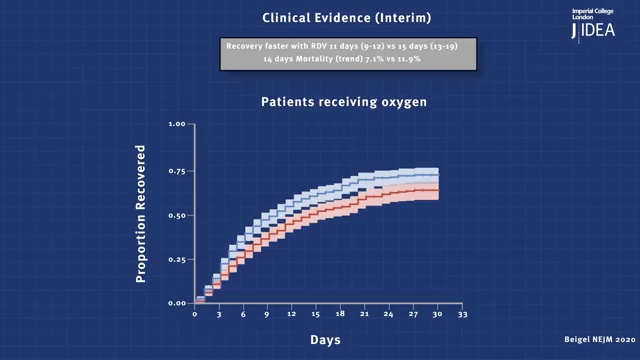 Clinical Evidence (Interim)
Imperial College
London
J IDEA
Recovery faster with RDV 11 days (9-12) vs 15 days (13-19)
14 days Mortality (trend) 7.1% vs 11.9%
Patients receiving oxygen
Proportion Recovered
1.00
0.75
0.50
0.25
0.00
0 3 6 9 12 15 18 21 24 27 30 33
Days
Beigel NEJM 2020